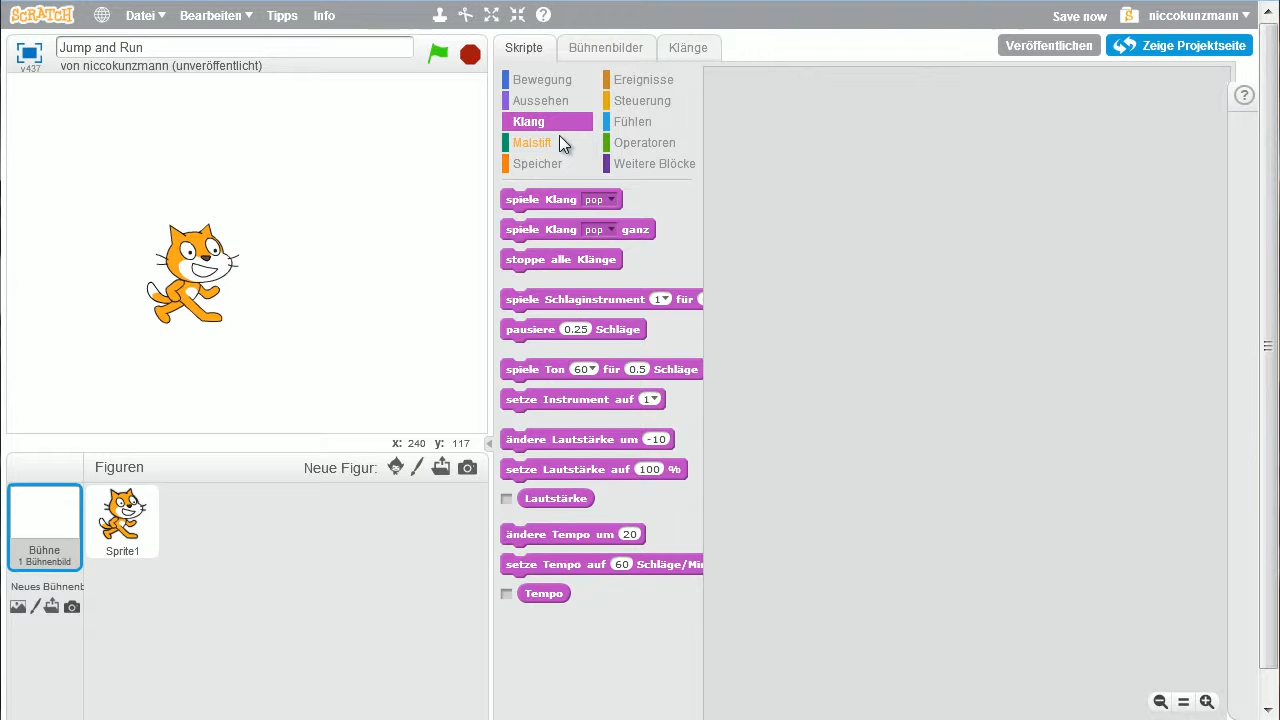 SCRATCH Datei Bearbeiten Tipps Info Save now niccokunzmann
v437
Jump and Run
von niccokunzmann (unveröffentlicht)
Skripte Bühnenbilder Klänge
Veröffentlichen Zeige Projektseite
Bewegung Ereignisse
Aussehen Steuerung
Klang Fühlen
Malstift Operatoren
Speicher Weitere Blöcke
spiele Klang pop
spiele Klang pop ganz
stoppe alle Klänge
spiele Schlaginstrument 1 für
pausiere 0.25 Schläge
spiele Ton 60 für 0.5 Schläge
setze Instrument auf 1
ändere Lautstärke um -10
setze Lautstärke auf 100 %
Lautstärke
ändere Tempo um 20
setze Tempo auf 60 Schläge/Min
Tempo
x: 240 y: 117
Figuren Neue Figur:
Bühne
1 Bühnenbild
Sprite1
Neues Bühnenb